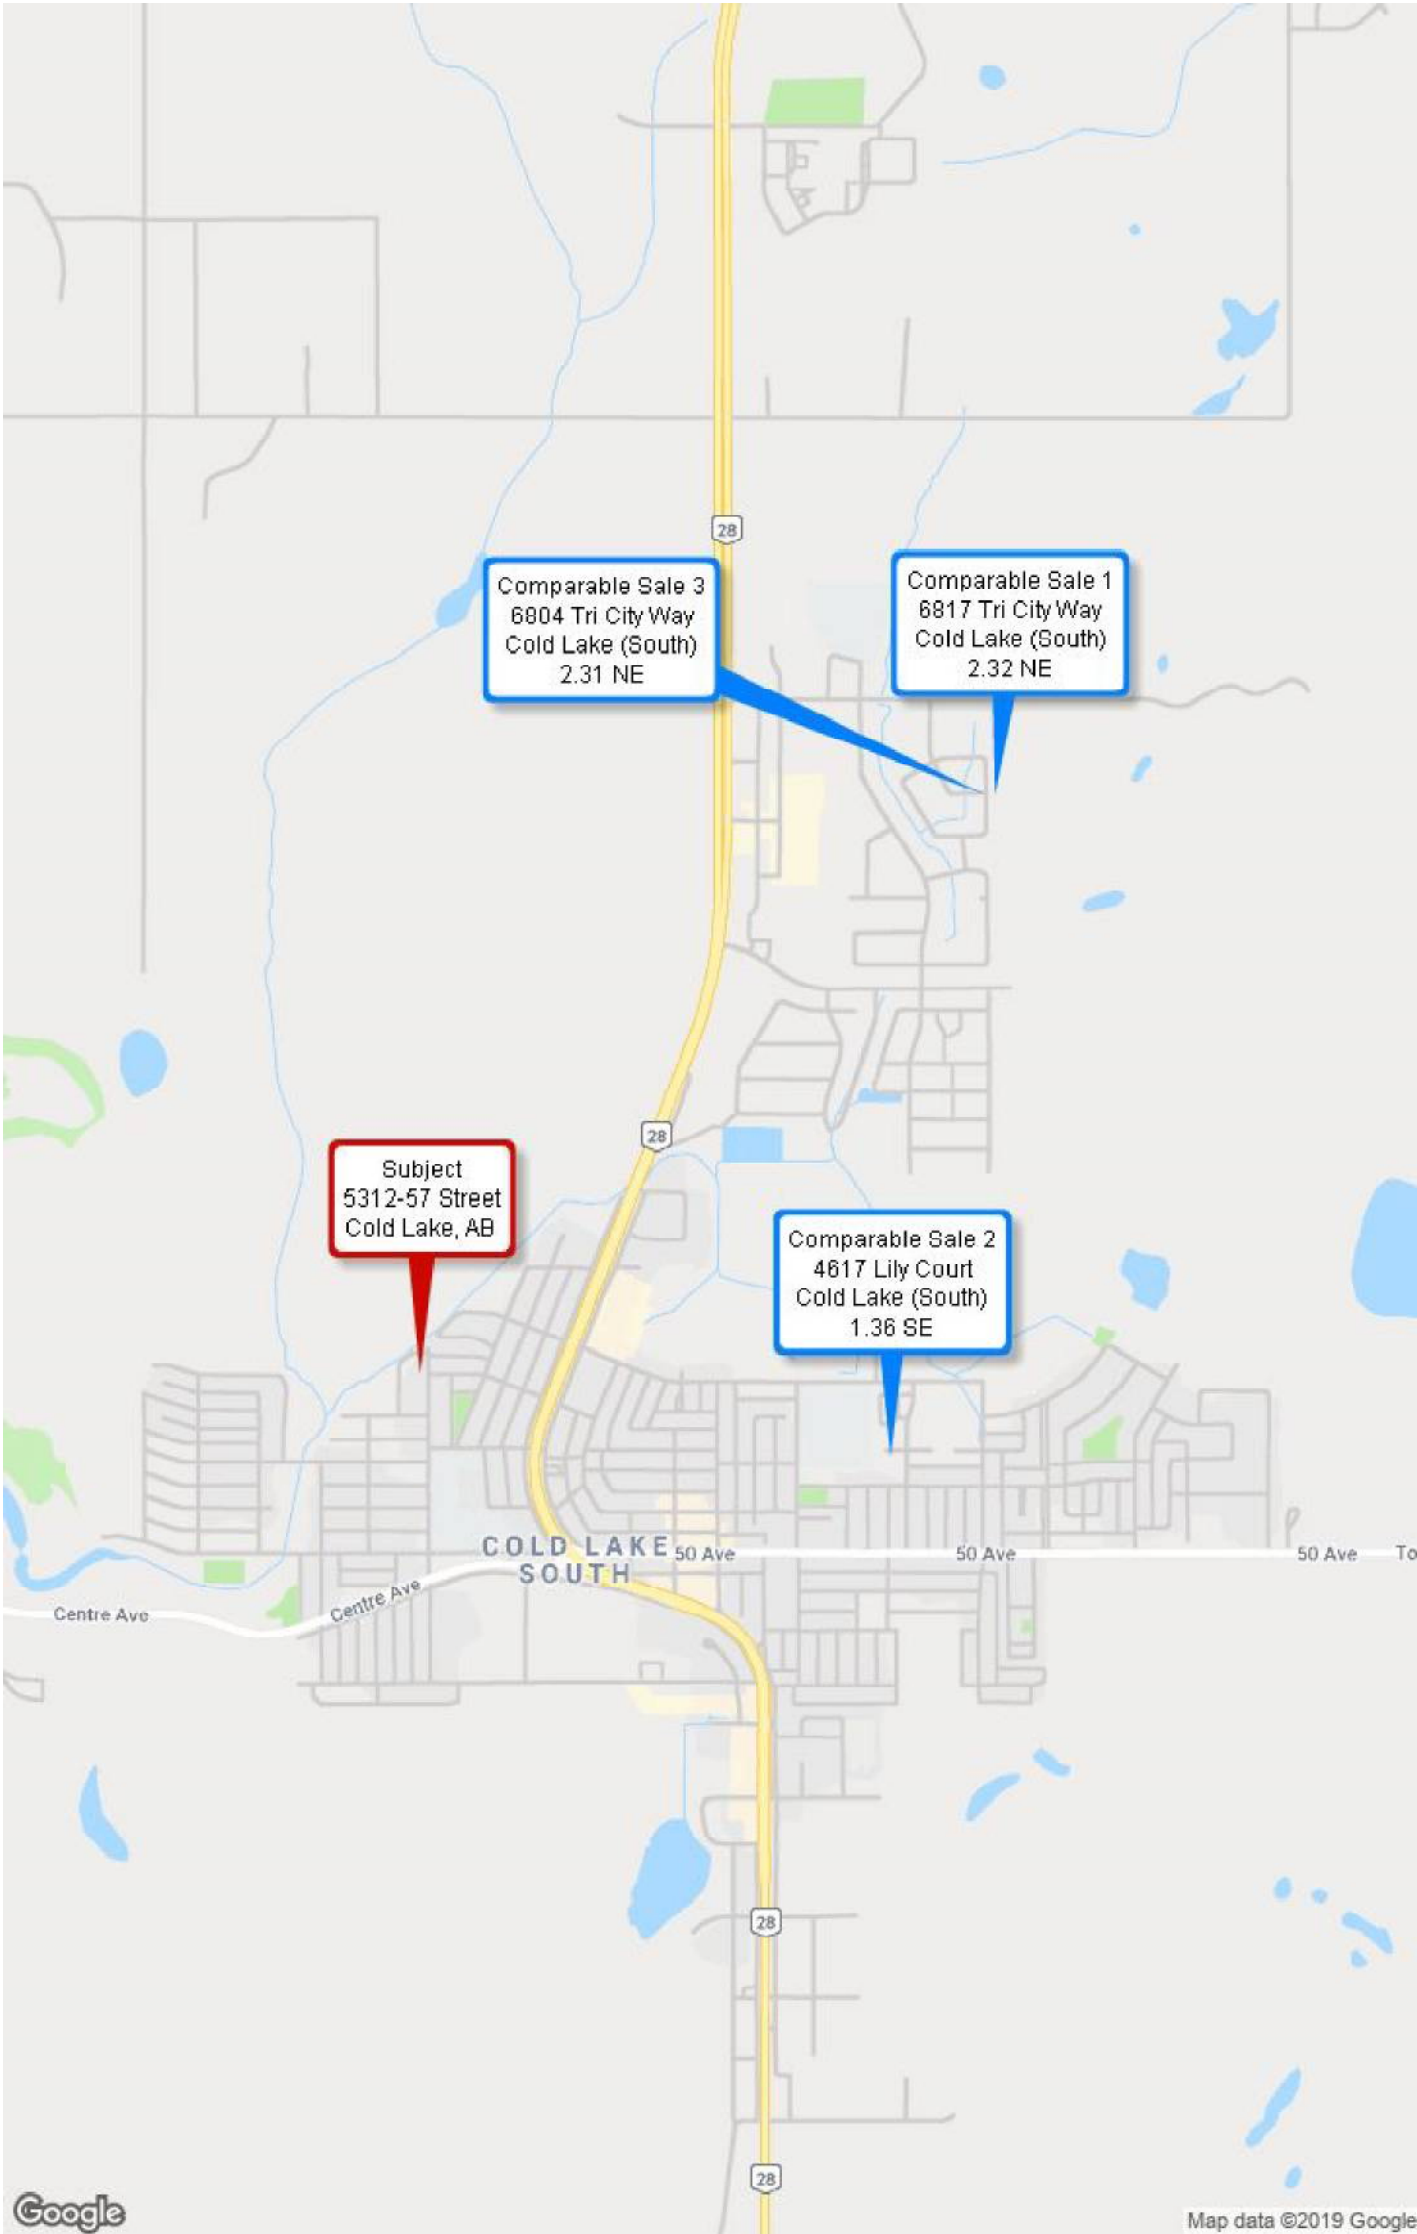 28
Comparable Sale 3
6804 Tri City Way
Cold Lake (South)
2.31 NE
Comparable Sale 1
6817 Tri City Way
Cold Lake (South)
2.32 NE
28
Subject
5312-57 Street
Cold Lake, AB
Comparable Sale 2
4617 Lily Court
Cold Lake (South)
1.36 SE
COLD LAKE
SOUTH
50 Ave
50 Ave
50 Ave
To
Centre Ave
Centre Ave
28
28
Google
Map data ©2019 Google